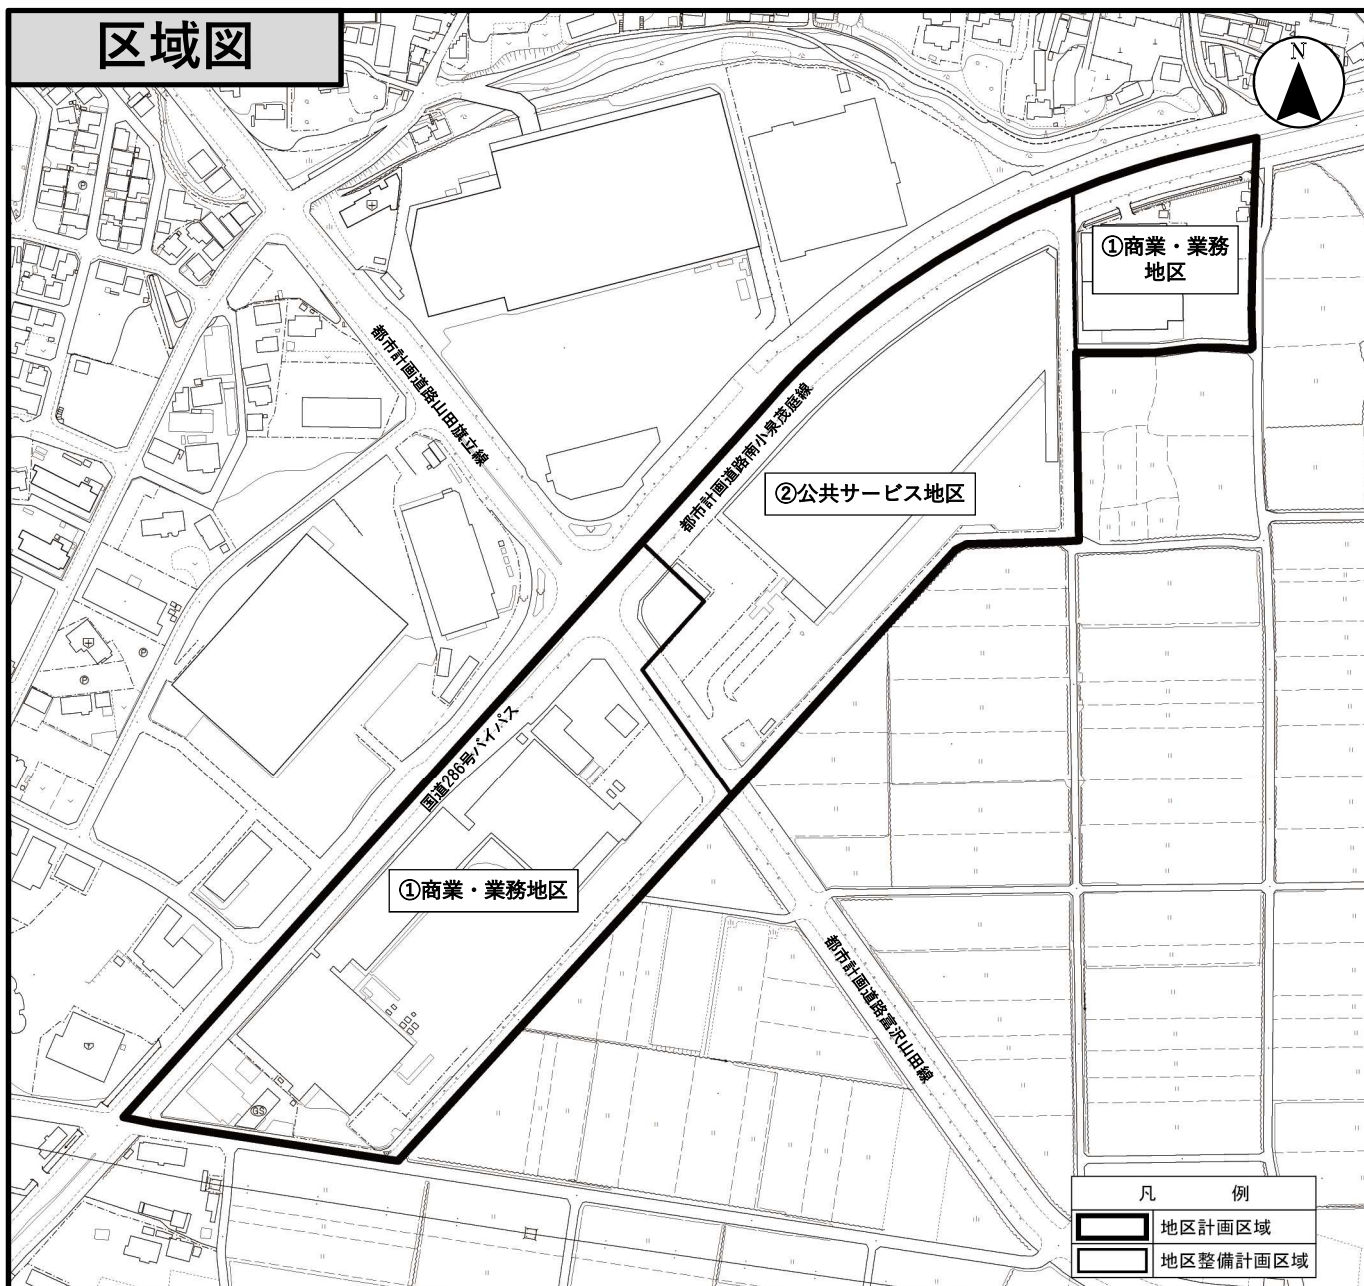 区域図
N
①商業・業務
地区
都市計画道路山田旗立線
都市計画道路南小泉茂庭線
②公共サービス地区
国道286号バイパス
①商業・業務地区
都市計画道路富沢山田線
GS
凡 例
地区計画区域
地区整備計画区域